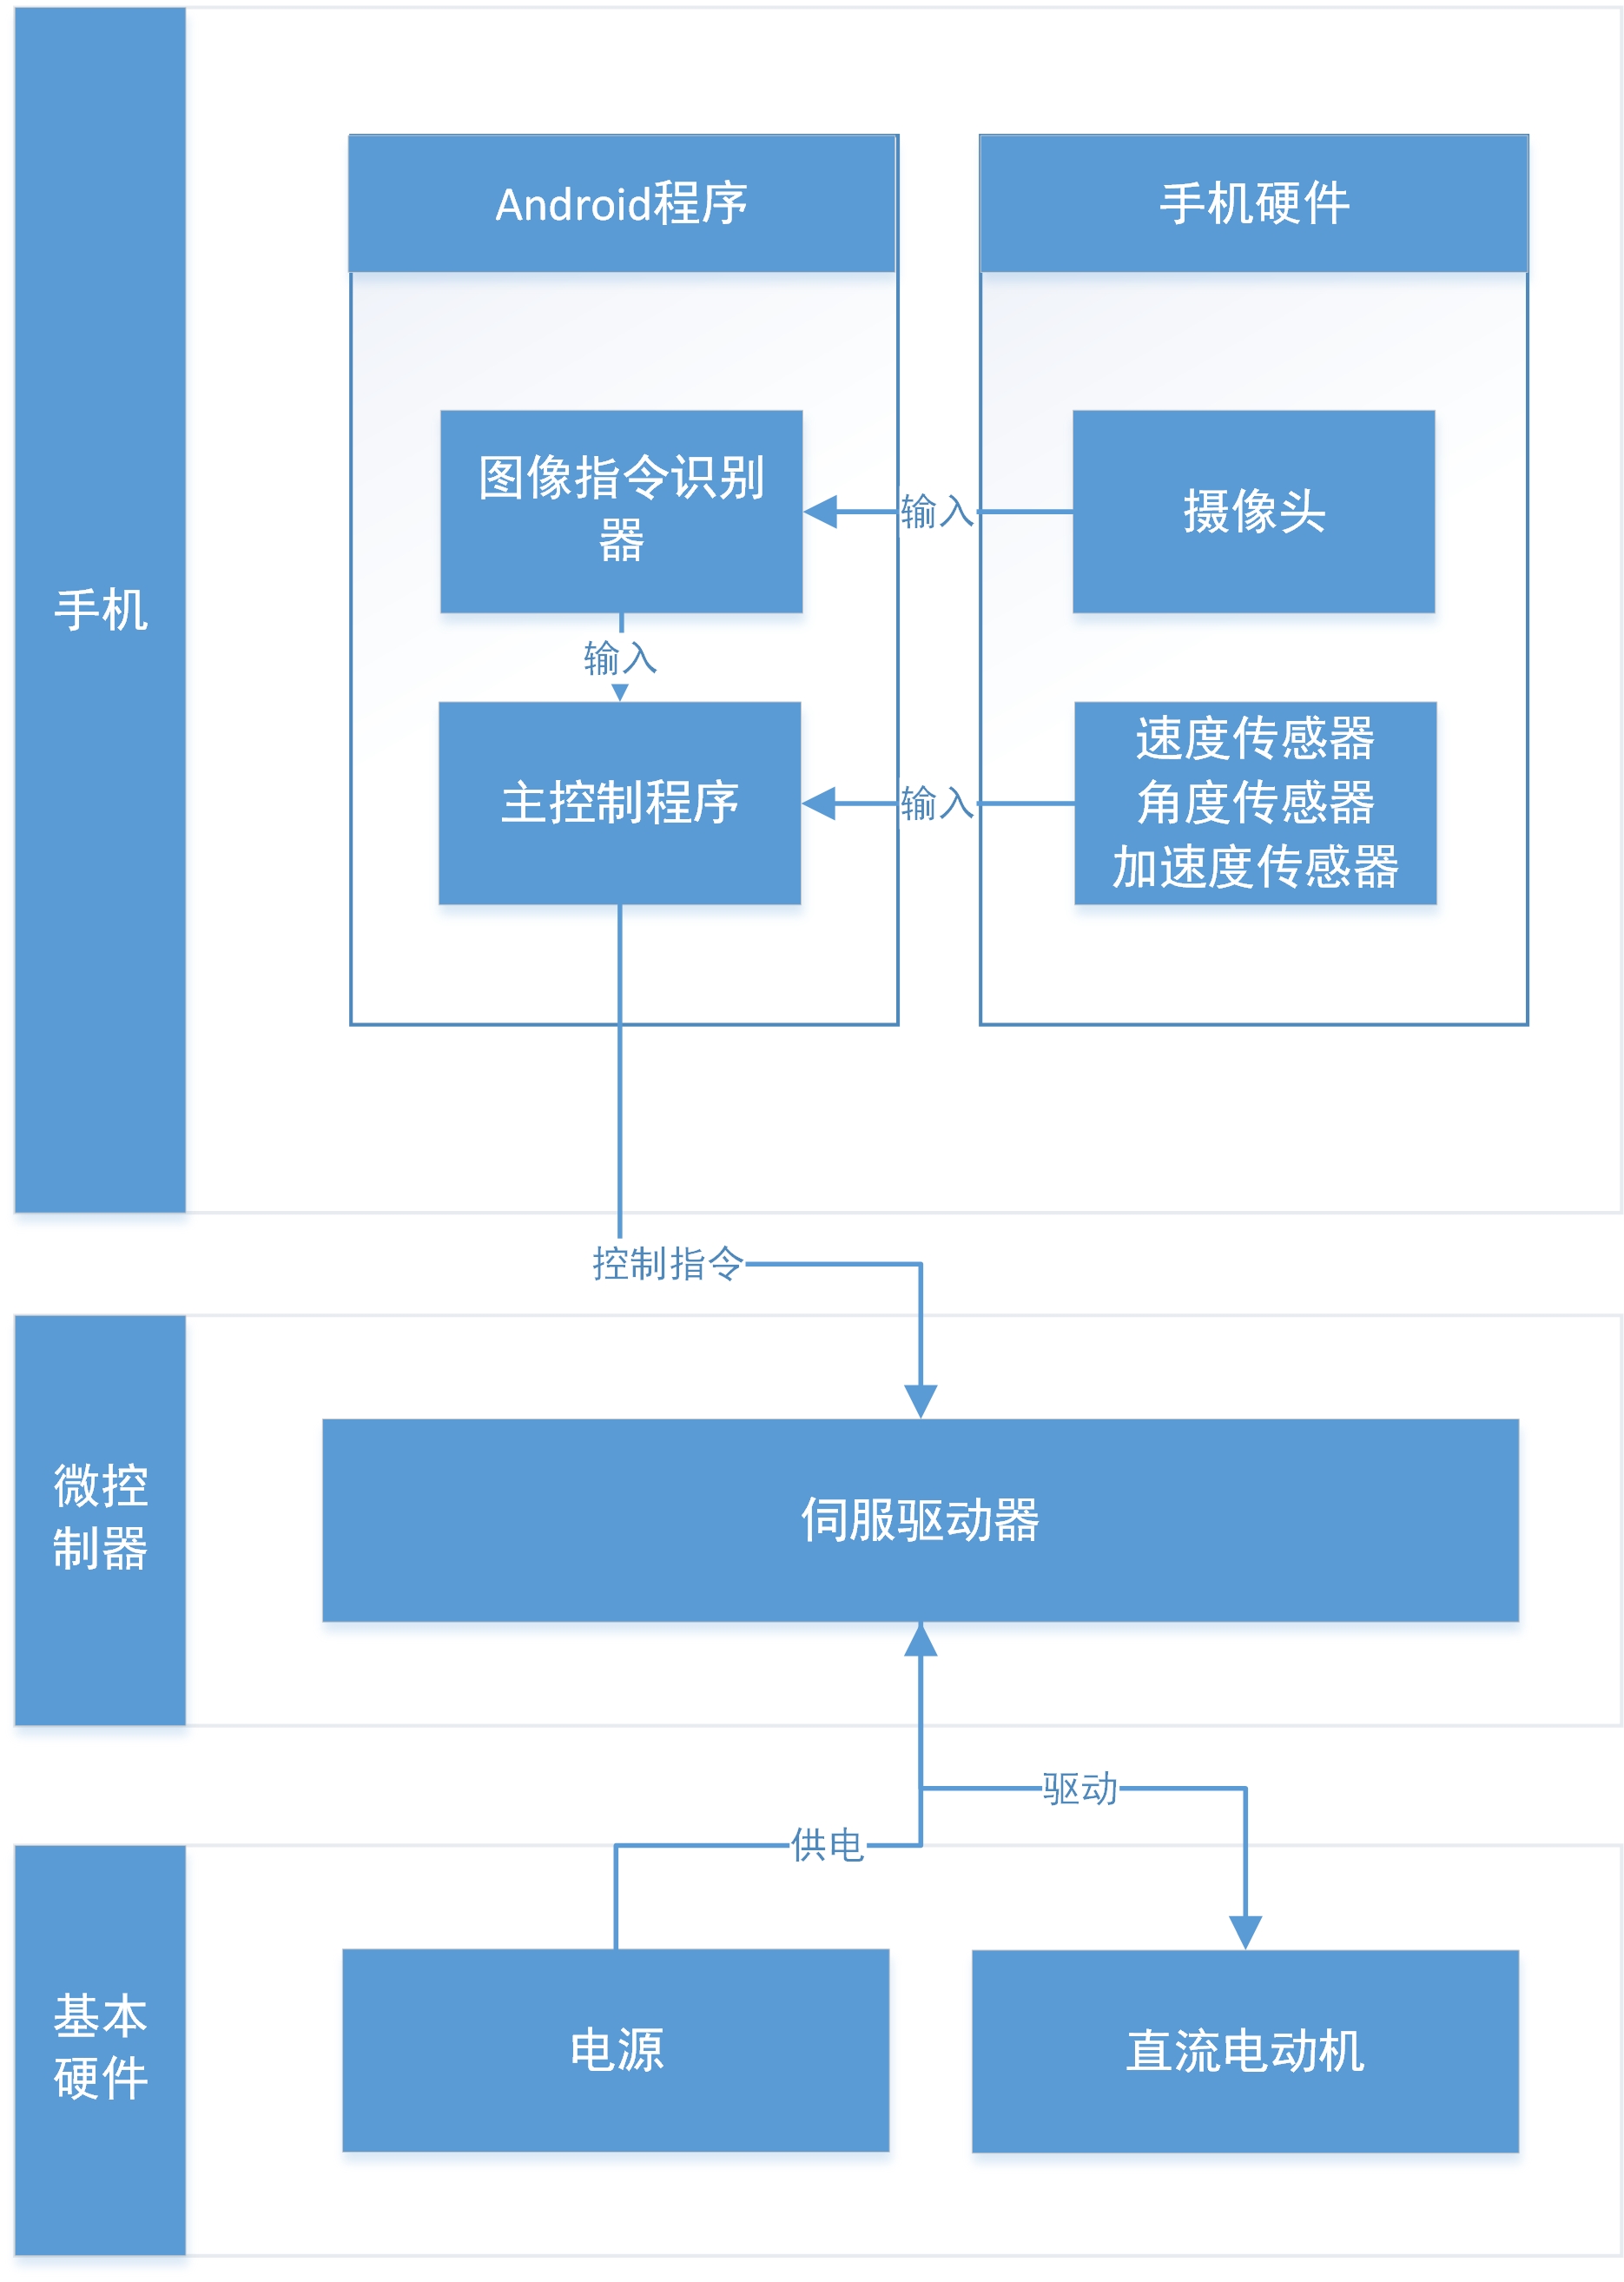 手机
Android程序
手机硬件
图像指令识别
器
输入
摄像头
输入
主控制程序
输入
速度传感器
角度传感器
加速度传感器
控制指令
微控
制器
伺服驱动器
驱动
供电
基本
硬件
电源
直流电动机